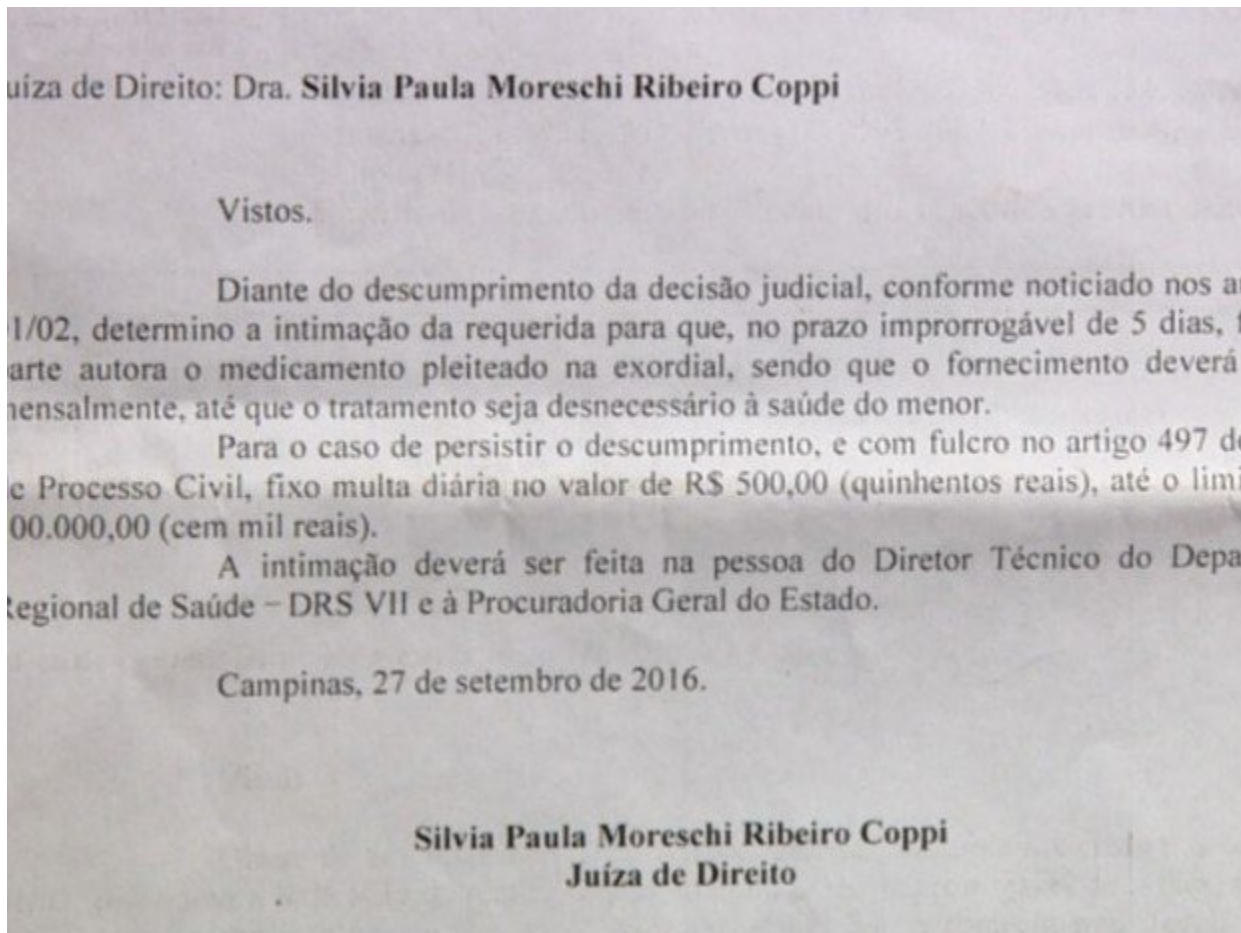 uíza de Direito: Dra. Silvia Paula Moreschi Ribeiro Coppi
Vistos.
Diante do descumprimento da decisão judicial, conforme noticiado nos
1/02, determino a intimação da requerida para que, no prazo improrrogável de 5 dias,
arte autora o medicamento pleiteado na exordial, sendo que o fornecimento deverá
ensalmente, até que o tratamento seja desnecessário à saúde do menor.
Para o caso de persistir o descumprimento, e com fulcro no artigo 497 d
e Processo Civil, fixo multa diária no valor de R$ 500,00 (quinhentos reais), até o limi
00.000,00 (cem mil reais).
A intimação deverá ser feita na pessoa do Diretor Técnico do Depa
egional de Saúde – DRS VII e à Procuradoria Geral do Estado.
Campinas, 27 de setembro de 2016.
Silvia Paula Moreschi Ribeiro Coppi
Juíza de Direito